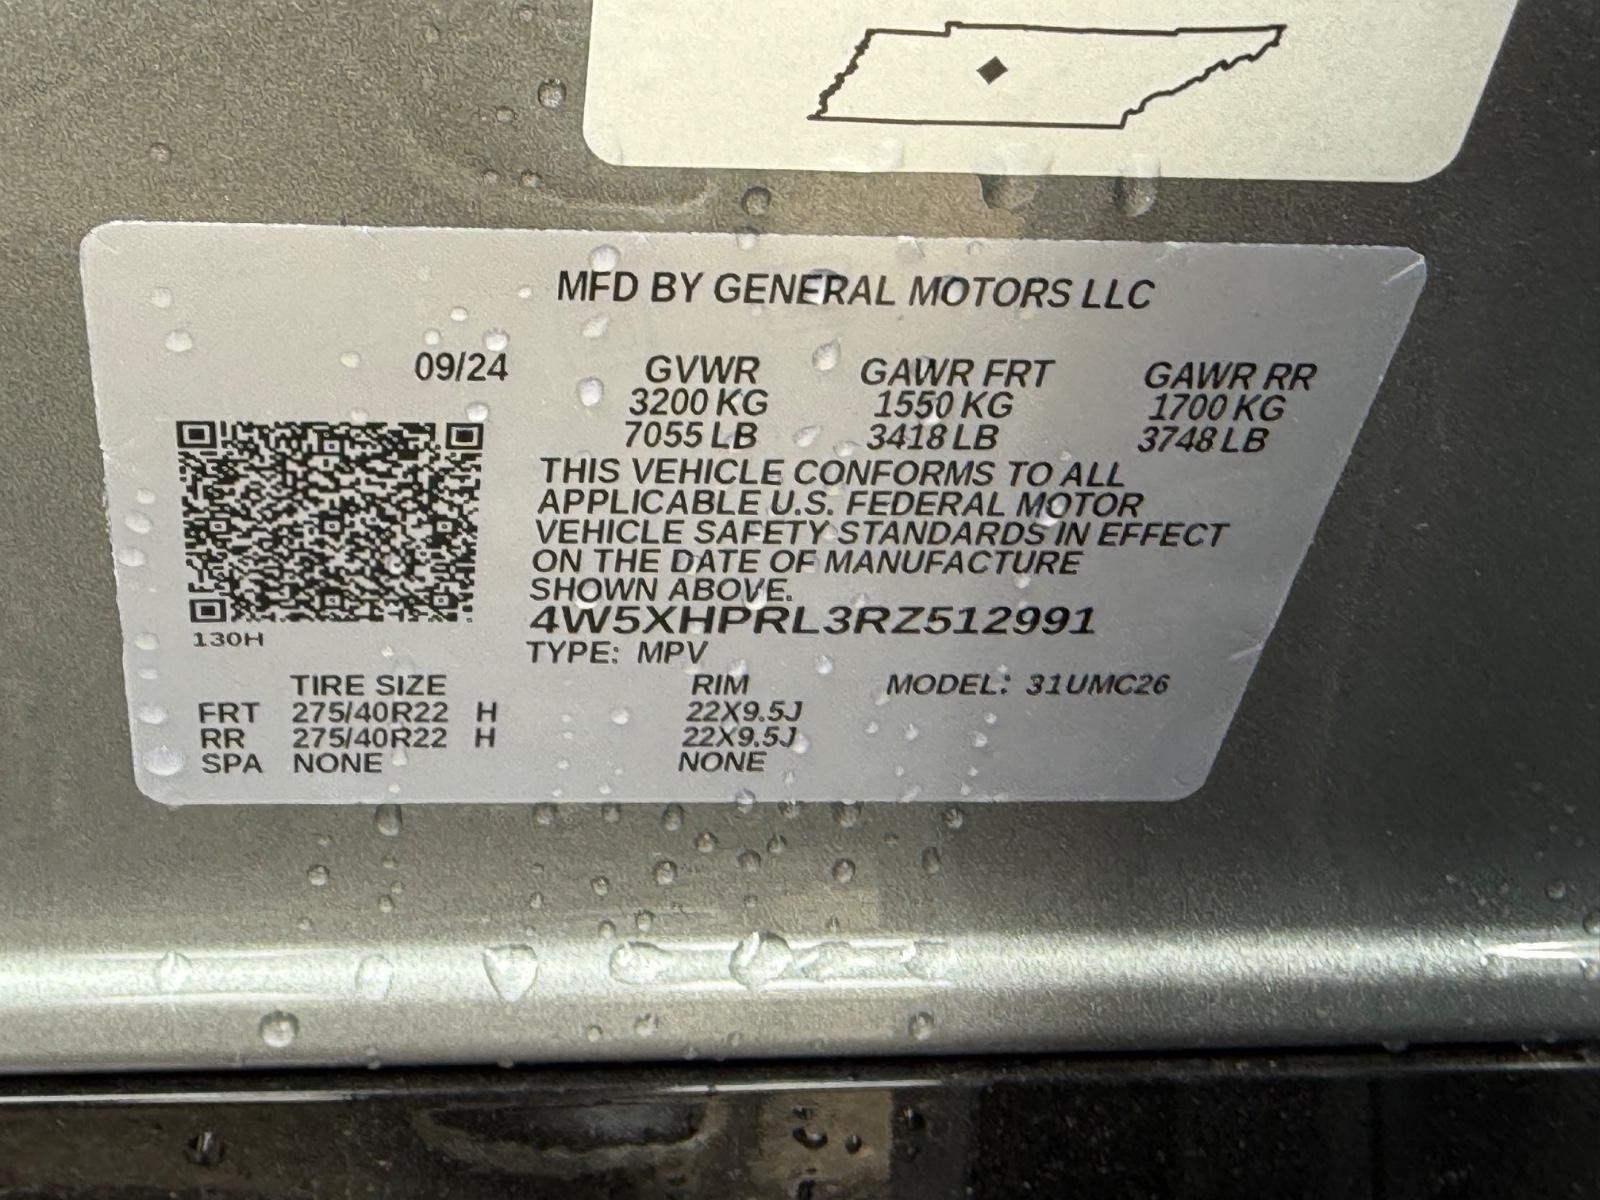 MFD BY GENERAL MOTORS LLC
09/24 GVWR GAWR FRT GAWR RR
3200 KG 1550 KG 1700 KG
7055 LB 3418 LB 3748 LB
THIS VEHICLE CONFORMS TO ALL
APPLICABLE U.S. FEDERAL MOTOR
VEHICLE SAFETY STANDARDS IN EFFECT
ON THE DATE OF MANUFACTURE
SHOWN ABOVE.
4W5XHPRL3RZ512991
130H
TYPE: MPV
TIRE SIZE RIM MODEL: 31UMC26
FRT 275/40R22 H 22X9.5J
RR 275/40R22 H 22X9.5J
SPA NONE NONE